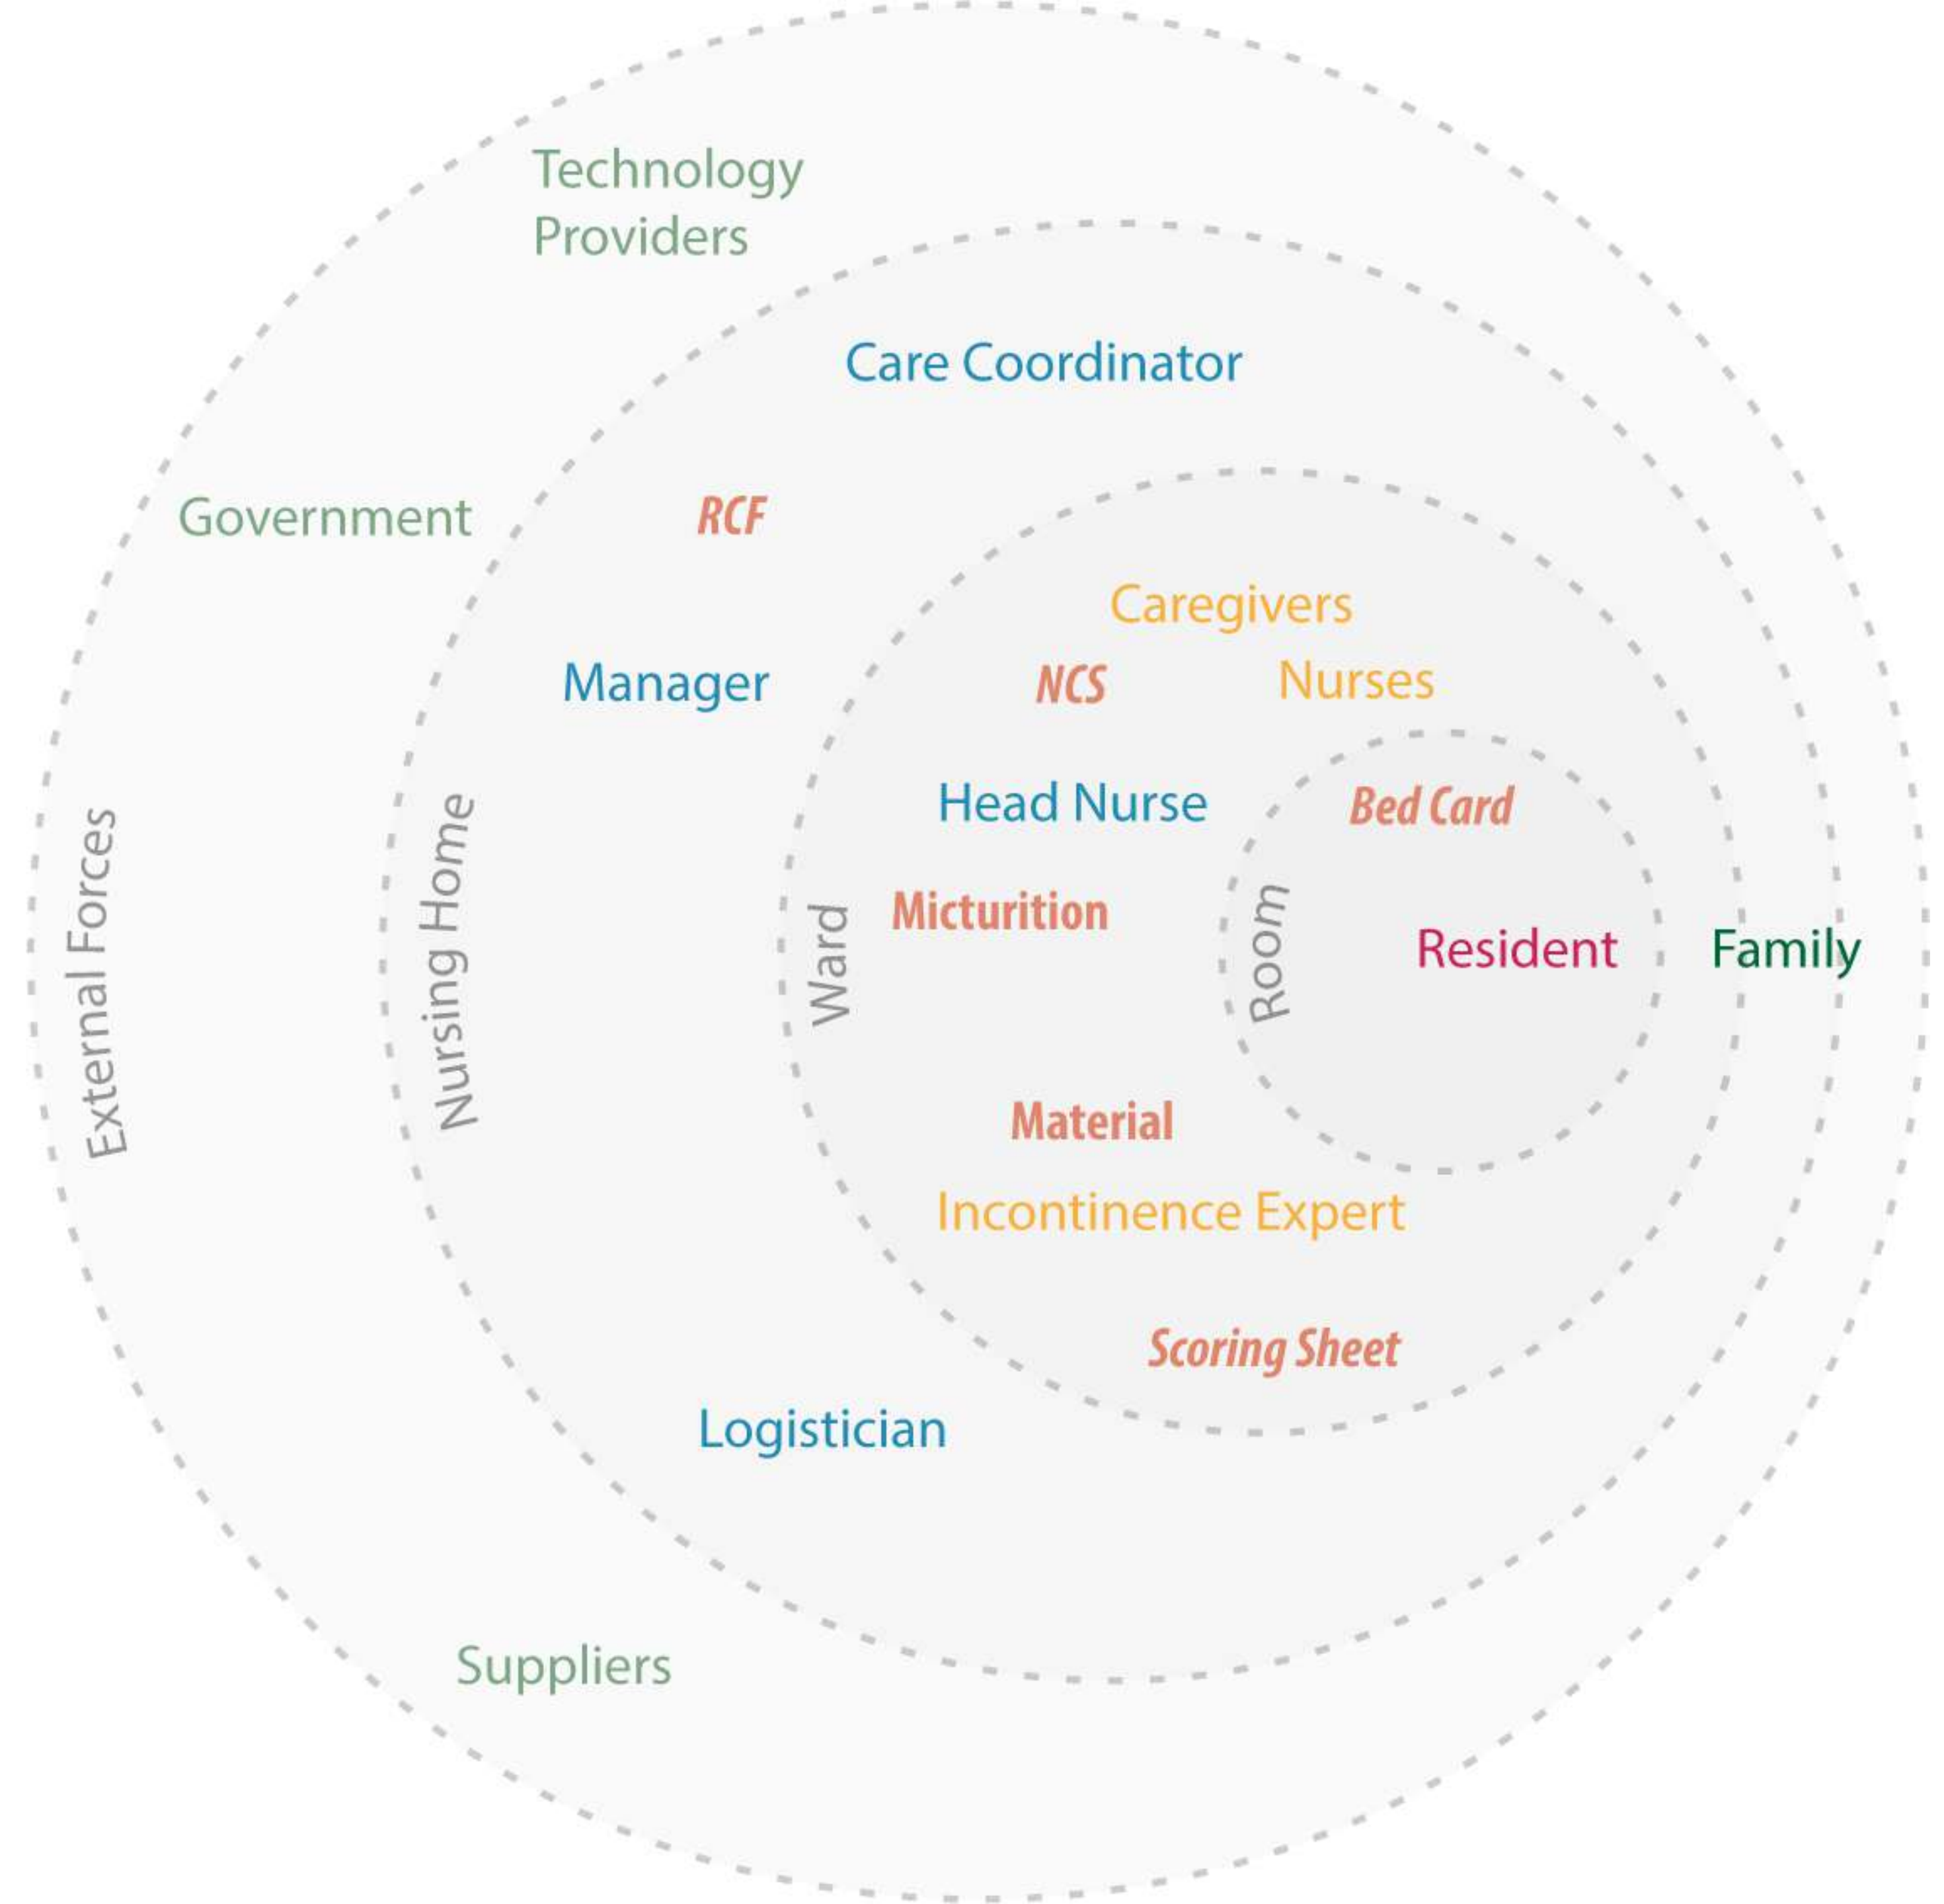 Technology
Providers
Care Coordinator
Government
RCF
Caregivers
Manager
NCS
Nurses
Head Nurse
Bed Card
External Forces
Nursing Home
Ward
Micturition
Room
Resident
Family
Material
Incontinence Expert
Scoring Sheet
Logistician
Suppliers